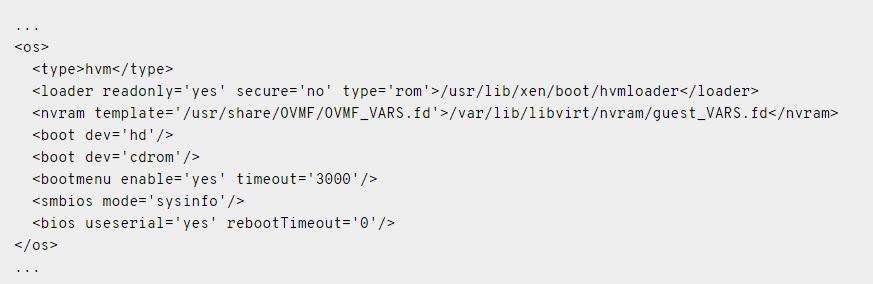 ...
<os>
  <type>hvm</type>
  <loader readonly='yes' secure='no' type='rom'>/usr/lib/xen/boot/hvmloader</loader>
  <nvram template='/usr/share/OVMF/OVMF_VARS.fd'>/var/lib/libvirt/nvram/guest_VARS.fd</nvram>
  <boot dev='hd'/>
  <boot dev='cdrom'/>
  <bootmenu enable='yes' timeout='3000'/>
  <smbios mode='sysinfo'/>
  <bios useserial='yes' rebootTimeout='0'/>
</os>
...